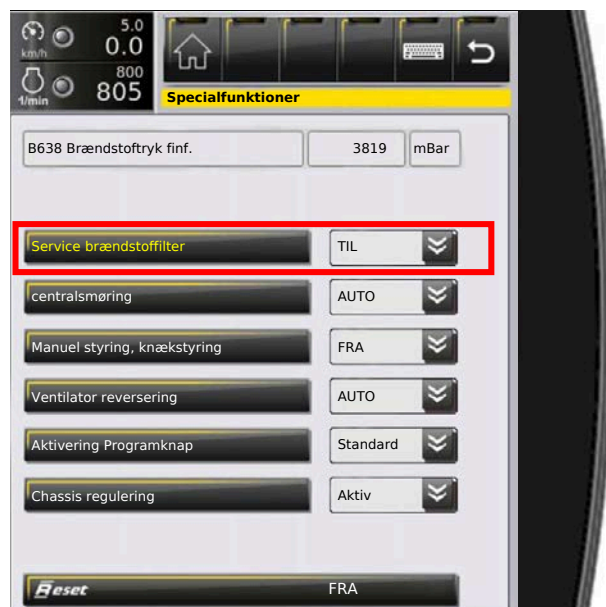 5.0
km/h 0.0
800
1/min 805
Specialfunktioner
B638 Brændstoftryk finf. 3819 mBar
Service brændstoffilter TIL
centralsmøring AUTO
Manuel styring, knækstyring FRA
Ventilator reversering AUTO
Aktivering Programknap Standard
Chassis regulering Aktiv
Reset FRA